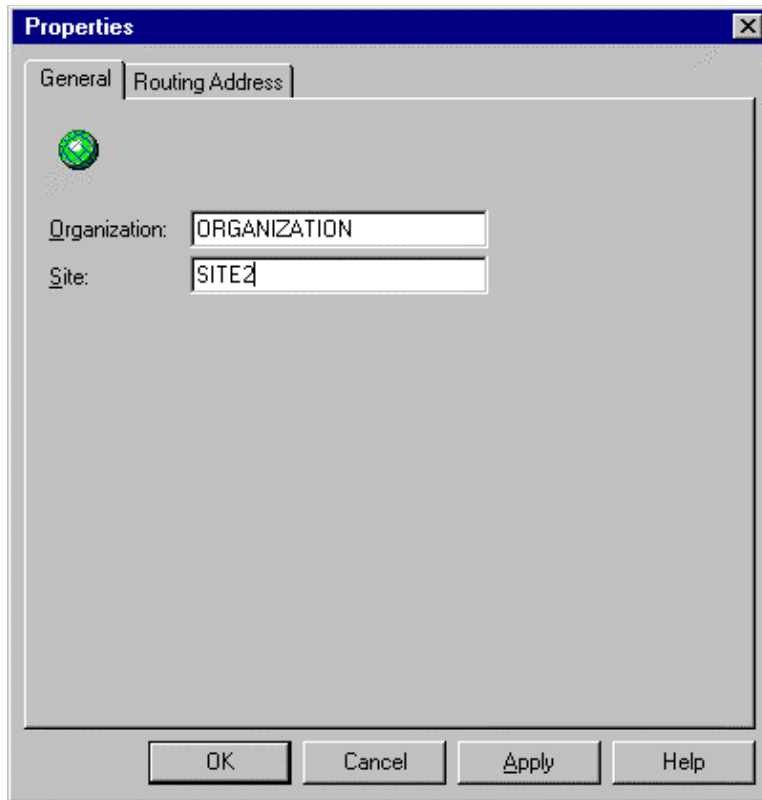 Properties
General Routing Address
Organization: ORGANIZATION
Site: SITE2
OK Cancel Apply Help